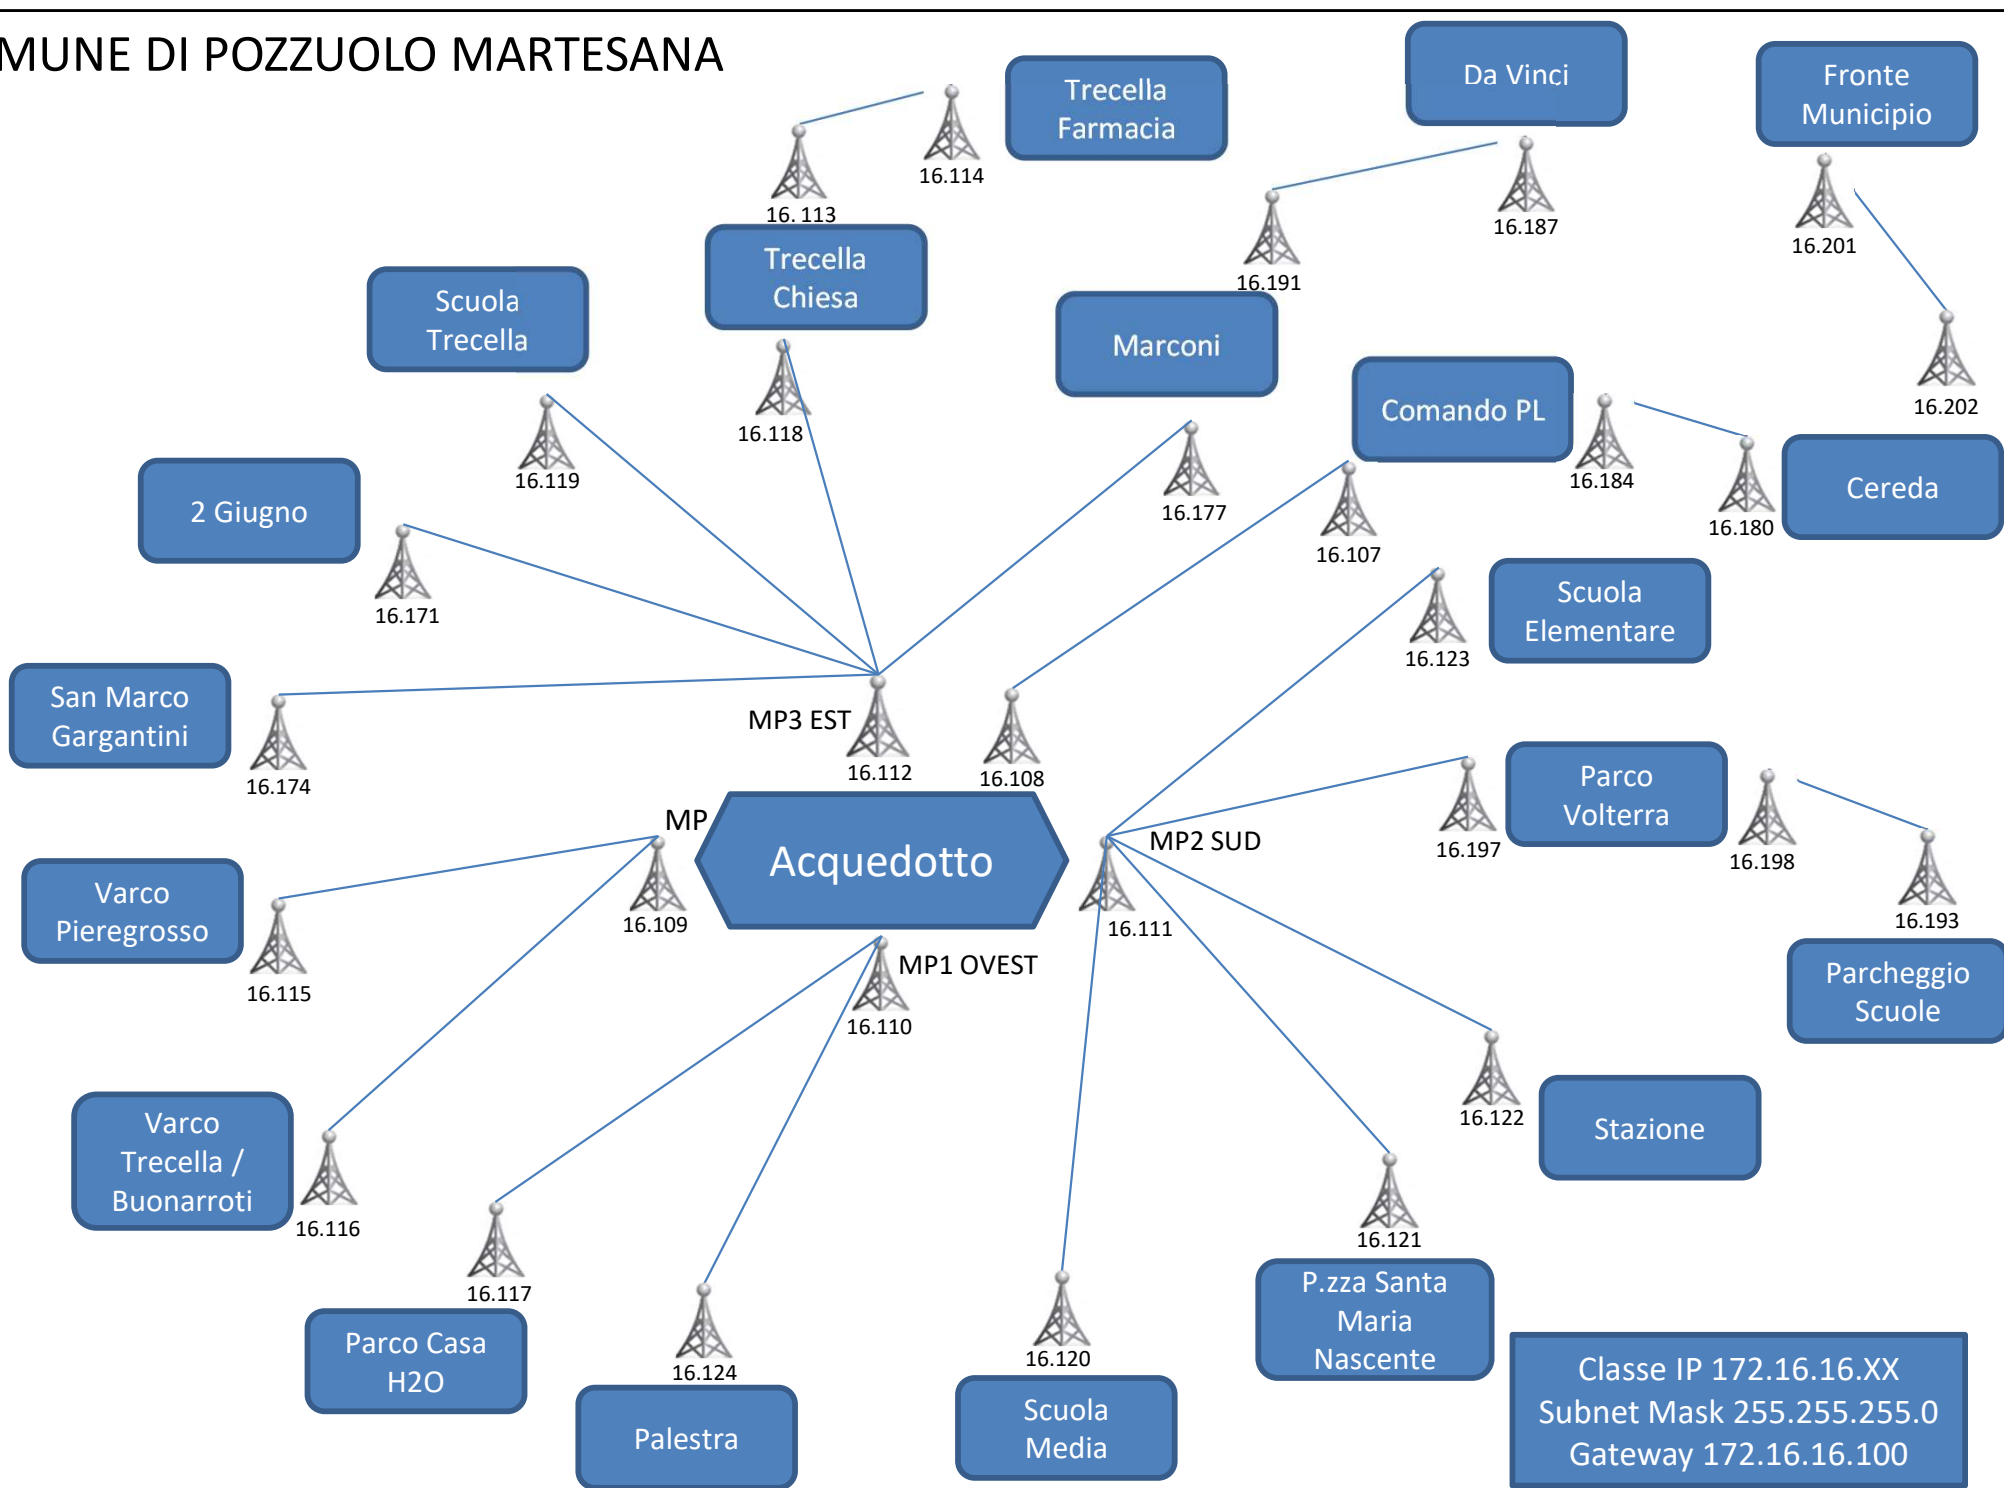 MUNE DI POZZUOLO MARTESANA
Trecella
Farmacia
Da Vinci
Fronte
Municipio
16.114
16. 113
16.187
16.201
Trecella
Chiesa
16.191
Scuola
Trecella
Marconi
16.118
16.202
Comando PL
16.119
16.184
Cereda
2 Giugno
16.177
16.180
16.107
16.171
Scuola
Elementare
16.123
San Marco
Gargantini
MP3 EST
16.174
16.112
16.108
Parco
Volterra
MP
Acquedotto
MP2 SUD
16.197
16.198
Varco
Pieregrosso
16.109
16.111
16.193
16.115
MP1 OVEST
16.110
Parcheggio
Scuole
Varco
Trecella /
Buonarroti
16.122
Stazione
16.116
16.121
16.117
P.zza Santa
Maria
Nascente
Parco Casa
H2O
16.124
16.120
Palestra
Scuola
Media
Classe IP 172.16.16.XX
Subnet Mask 255.255.255.0
Gateway 172.16.16.100